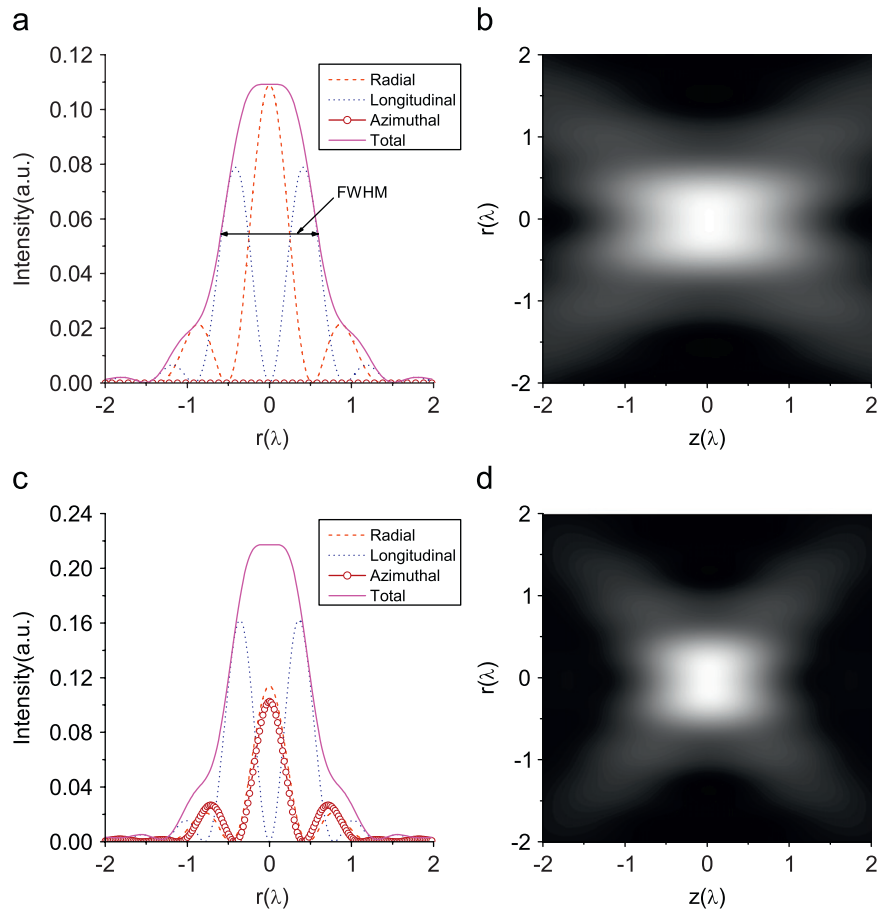 a
Intensity(a.u.)
0.12
0.10
0.08
0.06
0.04
0.02
0.00
-2
-1
0
1
2
r(λ)
Radial
Longitudinal
Azimuthal
Total
FWHM
b
r(λ)
2
1
0
-1
-2
-2
-1
0
1
2
z(λ)
c
Intensity(a.u.)
0.24
0.20
0.16
0.12
0.08
0.04
0.00
-2
-1
0
1
2
r(λ)
Radial
Longitudinal
Azimuthal
Total
d
r(λ)
2
1
0
-1
-2
-2
-1
0
1
2
z(λ)